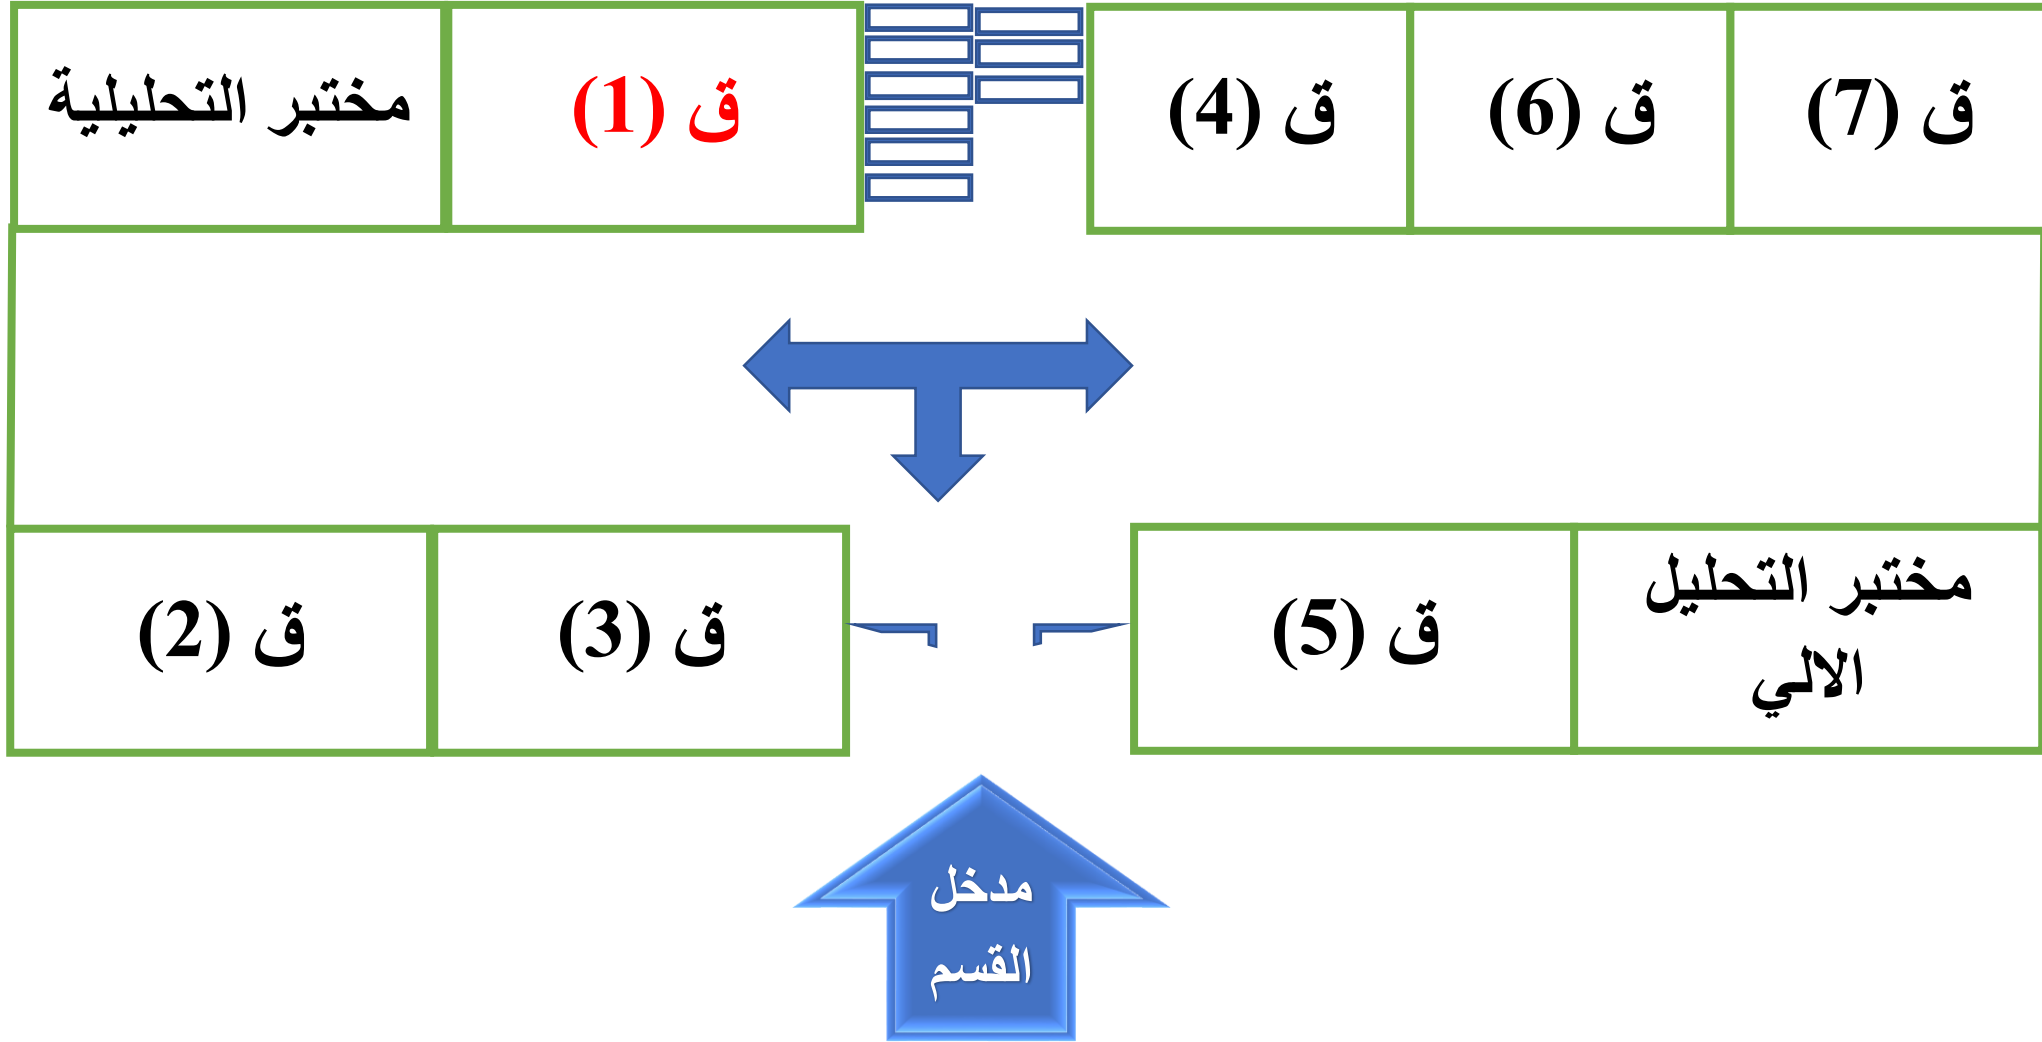 ق (7)
ق (6)
ق (4)
ق (1)
مختبر التحليلية
مختبر التحليل
الالي
ق (5)
ق (3)
ق (2)
مدخل
القسم